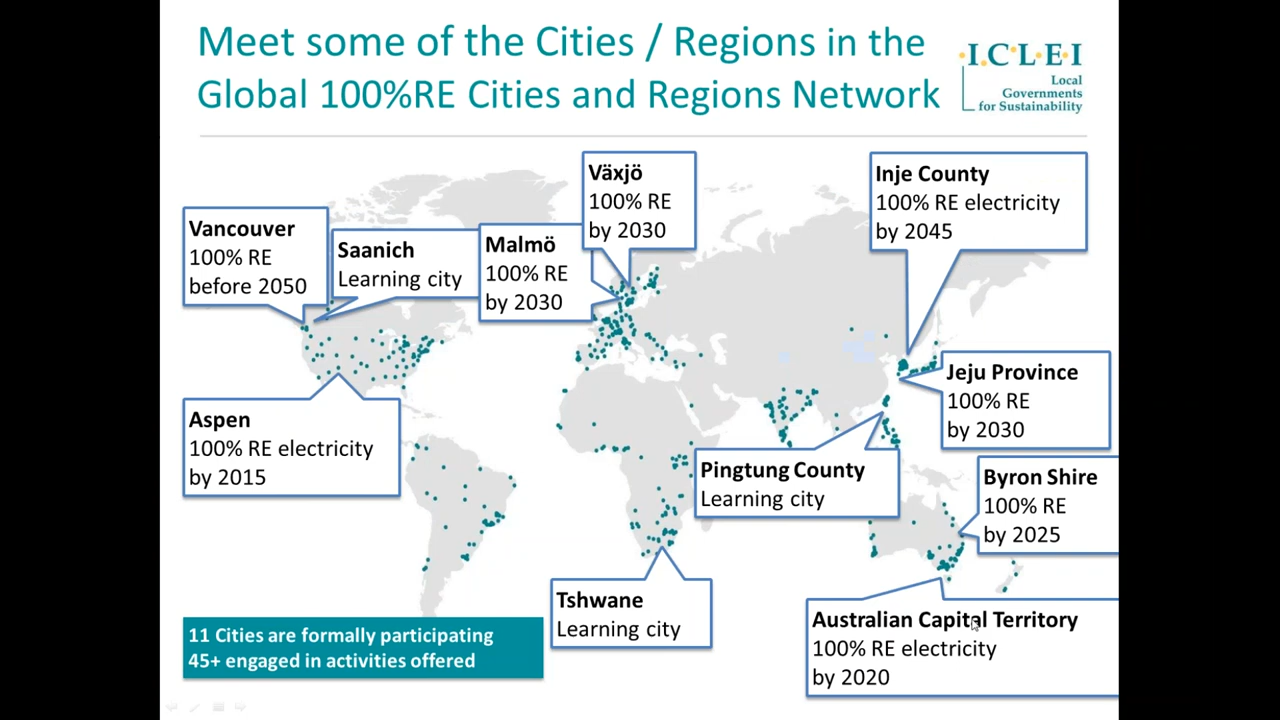 Meet some of the Cities / Regions in the
Global 100%RE Cities and Regions Network
·I·C·L·E·I
Local
Governments
for Sustainability
Växjö
100% RE
by 2030
Inje County
100% RE electricity
by 2045
Vancouver
100% RE
before 2050
Saanich
Learning city
Malmö
100% RE
by 2030
Jeju Province
100% RE
by 2030
Aspen
100% RE electricity
by 2015
Pingtung County
Learning city
Byron Shire
100% RE
by 2025
Tshwane
Learning city
Australian Capital Territory
100% RE electricity
by 2020
11 Cities are formally participating
45+ engaged in activities offered